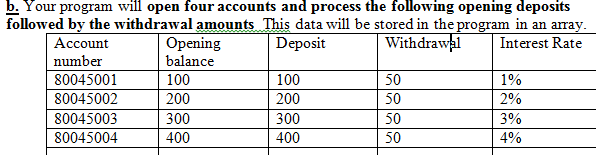 b. Your program will open four accounts and process the following opening deposits
followed by the withdrawal amounts This data will be stored in the program in an array.
Account number Opening balance Deposit Withdrawal Interest Rate
80045001 100 100 50 1%
80045002 200 200 50 2%
80045003 300 300 50 3%
80045004 400 400 50 4%